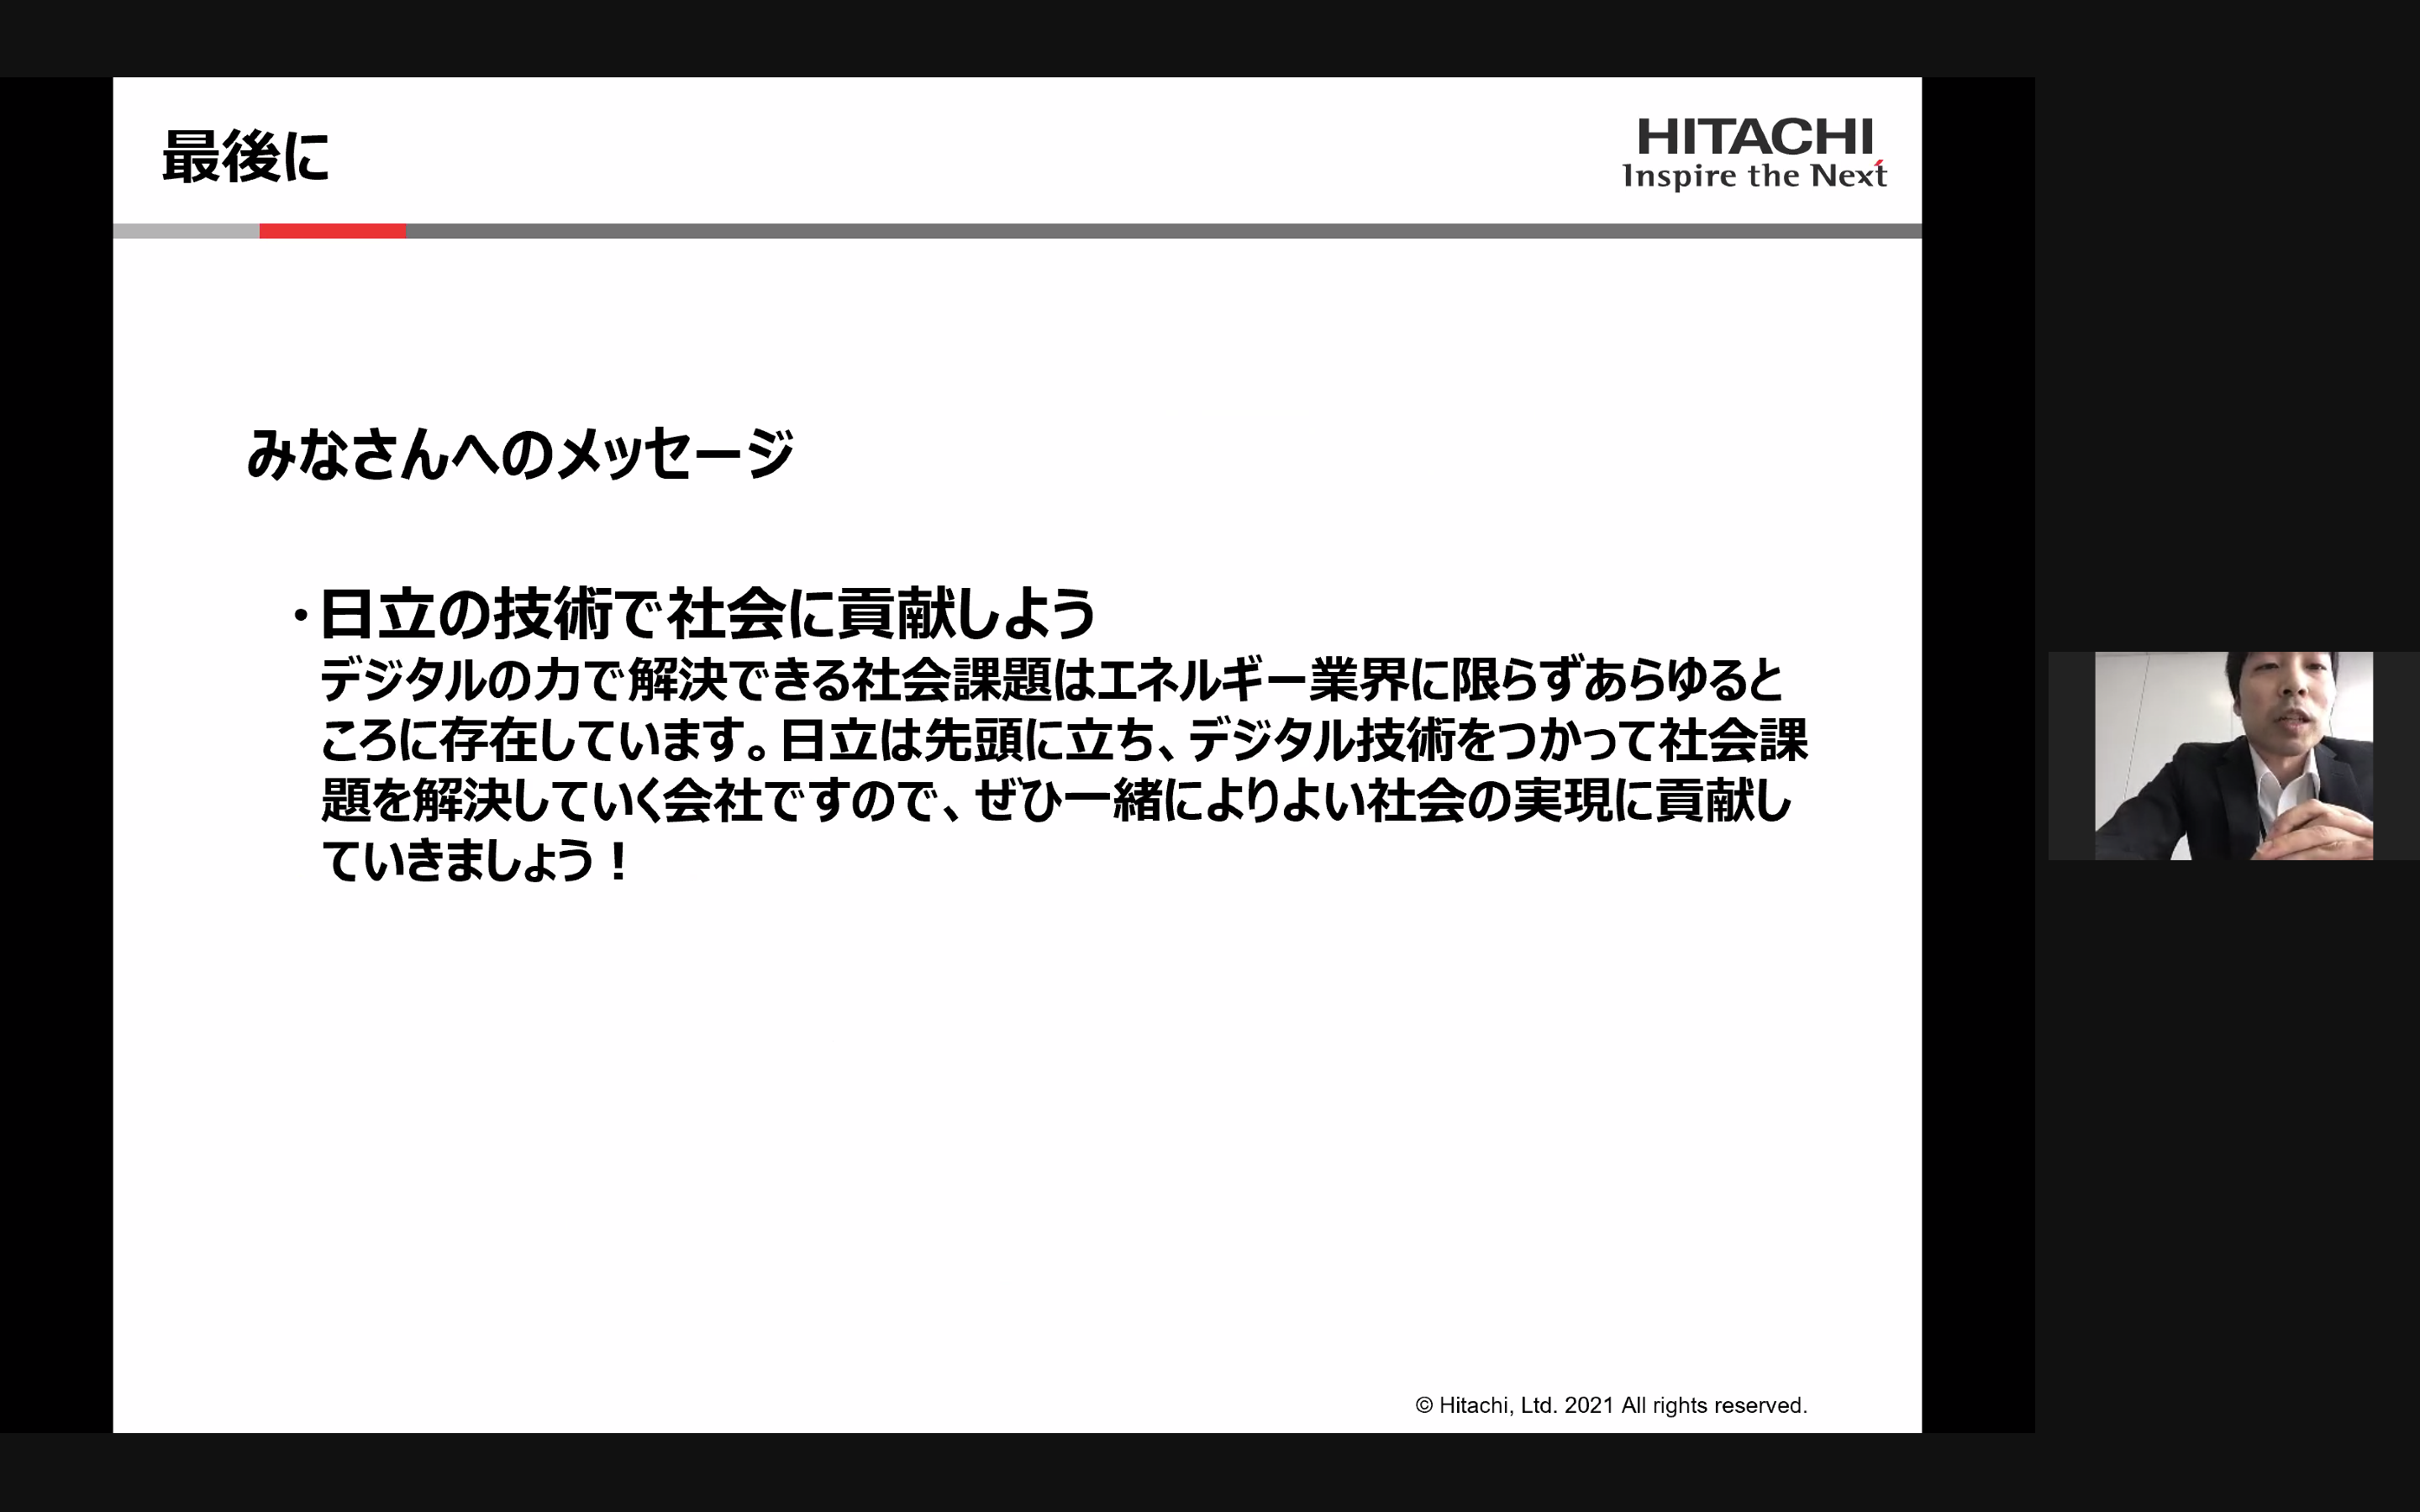 最後に
HITACHI
Inspire the Next
みなさんへのメッセージ
・日立の技術で社会に貢献しよう
デジタルの力で解決できる社会課題はエネルギー業界に限らずあらゆると
ころに存在しています。日立は先頭に立ち、デジタル技術をつかって社会課
題を解決していく会社ですので、ぜひ一緒によりよい社会の実現に貢献し
ていきましょう！
© Hitachi, Ltd. 2021 All rights reserved.